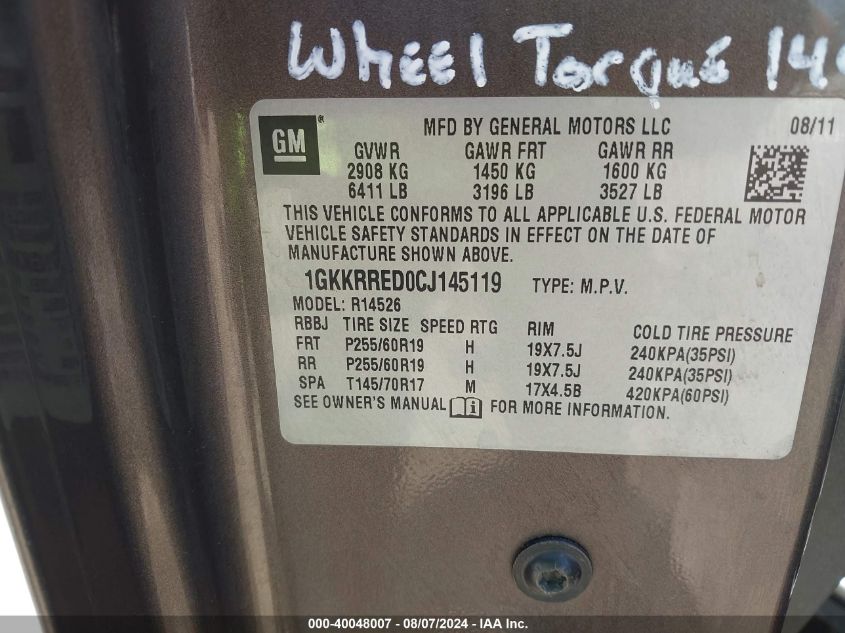 WHEEl TorquE
GM
MFD BY GENERAL MOTORS LLC 08/11
GVWR GAWR FRT GAWR RR
2908 KG 1450 KG 1600 KG
6411 LB 3196 LB 3527 LB
THIS VEHICLE CONFORMS TO ALL APPLICABLE U.S. FEDERAL MOTOR
VEHICLE SAFETY STANDARDS IN EFFECT ON THE DATE OF
MANUFACTURE SHOWN ABOVE.
1GKKRRED0CJ145119 TYPE: M.P.V.
MODEL: R14526
RBBJ TIRE SIZE SPEED RTG RIM COLD TIRE PRESSURE
FRT P255/60R19 H 19X7.5J 240KPA(35PSI)
RR P255/60R19 H 19X7.5J 240KPA(35PSI)
SPA T145/70R17 M 17X4.5B 420KPA(60PSI)
SEE OWNER'S MANUAL FOR MORE INFORMATION.
000-40048007 - 08/07/2024 - IAA Inc.